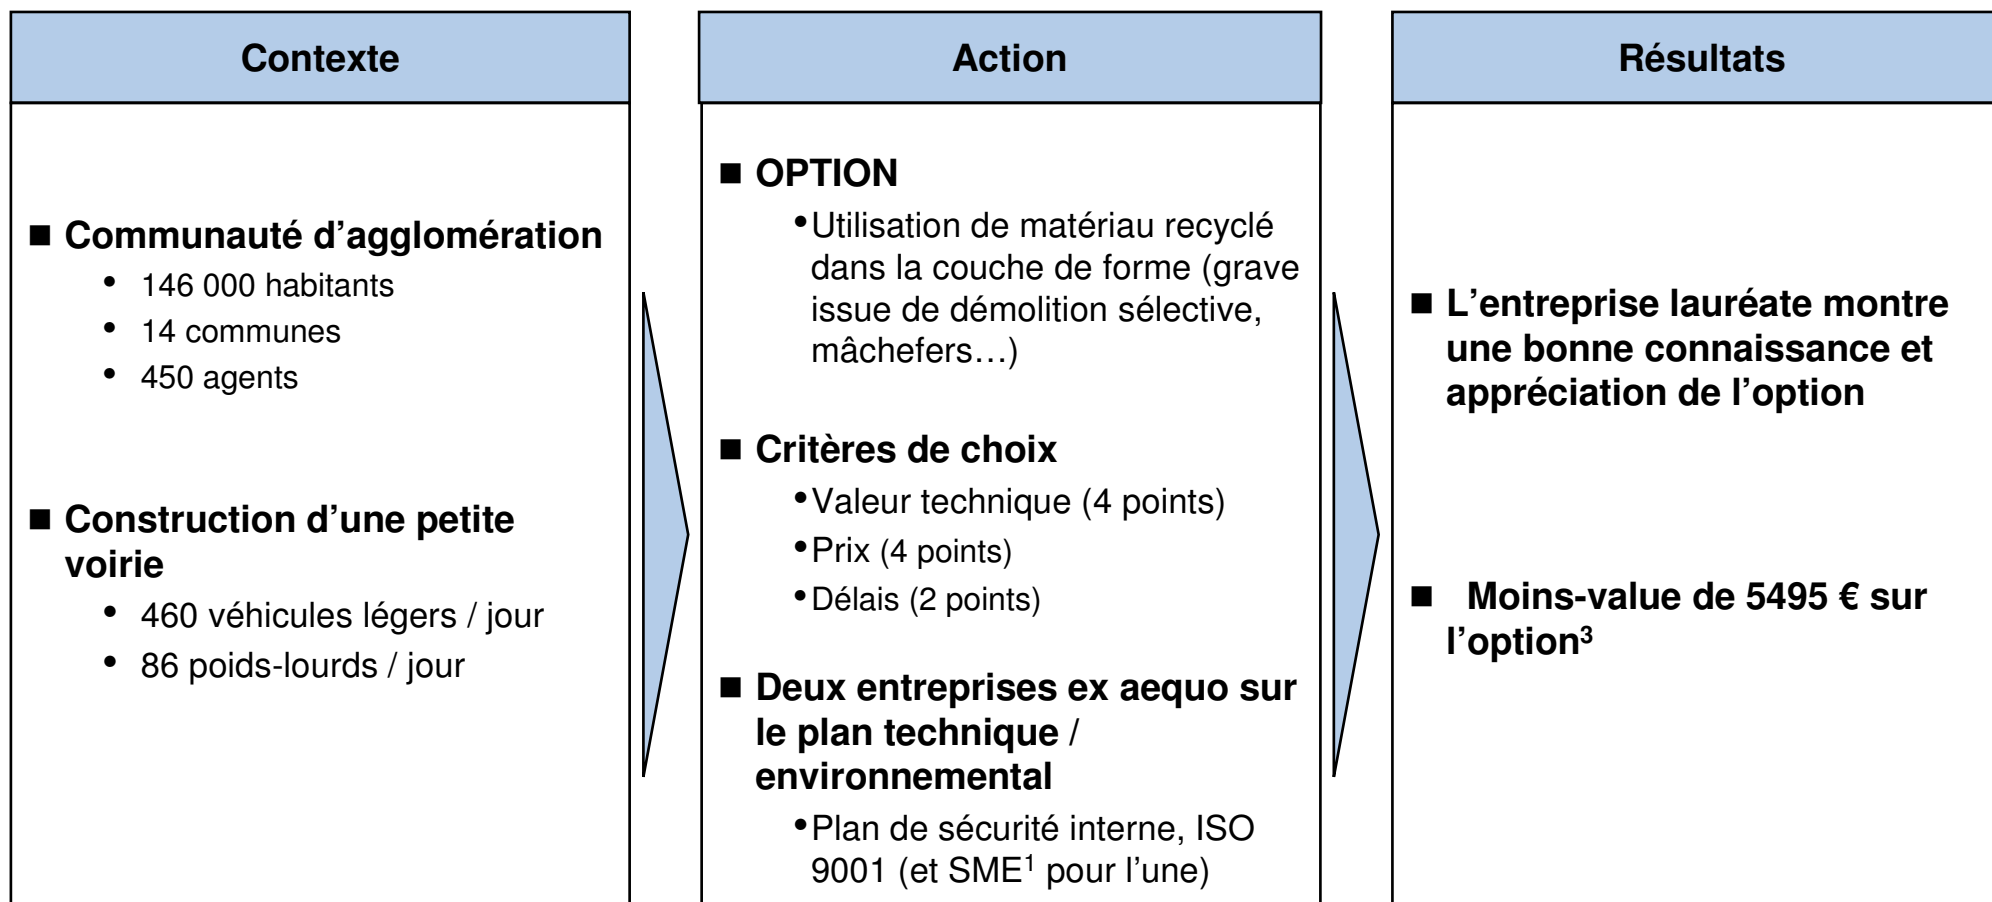 Contexte
■ Communauté d'agglomération
• 146 000 habitants
• 14 communes
• 450 agents
■ Construction d'une petite
voirie
• 460 véhicules légers / jour
• 86 poids-lourds / jour
Action
■ OPTION
•Utilisation de matériau recyclé
dans la couche de forme (grave
issue de démolition sélective,
mâchefers…)
■ Critères de choix
•Valeur technique (4 points)
•Prix (4 points)
•Délais (2 points)
■ Deux entreprises ex aequo sur
le plan technique /
environnemental
•Plan de sécurité interne, ISO
9001 (et SME¹ pour l'une)
Résultats
■ L'entreprise lauréate montre
une bonne connaissance et
appréciation de l'option
■ Moins-value de 5495 € sur
l'option³